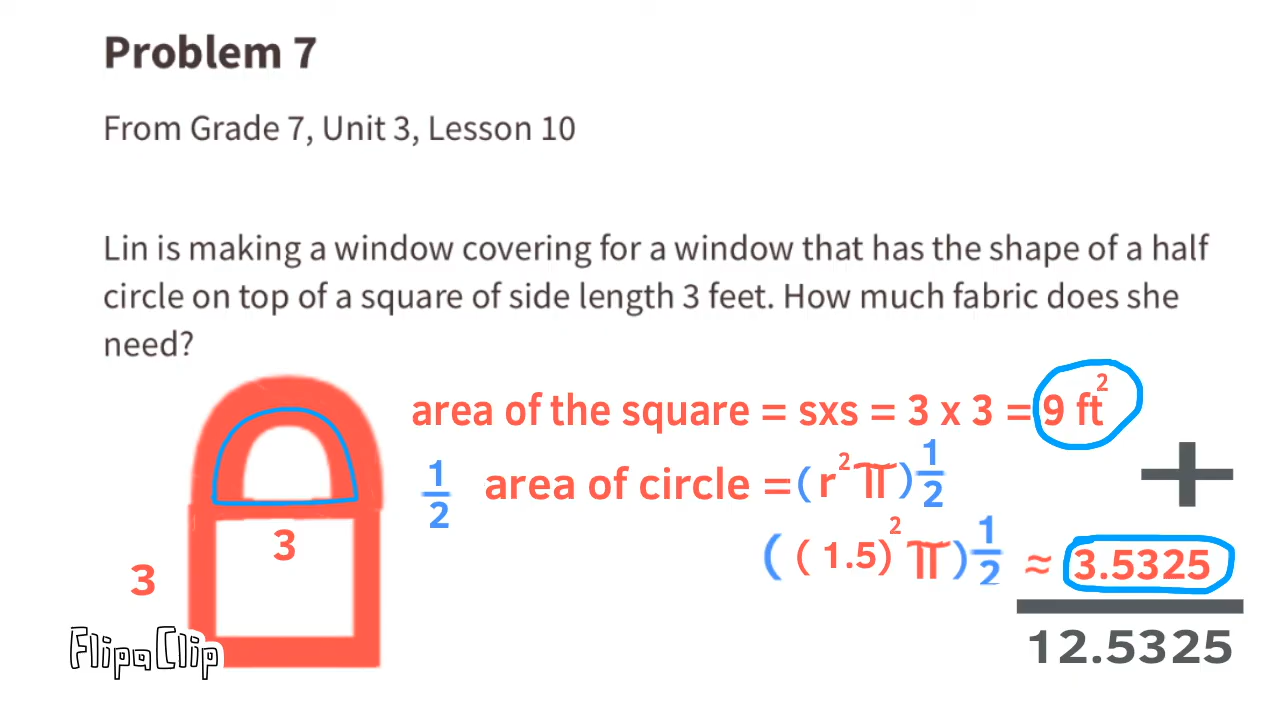 Problem 7
From Grade 7, Unit 3, Lesson 10
Lin is making a window covering for a window that has the shape of a half
circle on top of a square of side length 3 feet. How much fabric does she
need?
area of the square = sxs = 3 x 3 = 9 ft²
+
1/2 area of circle = (r²π) 1/2
((1.5)²π) 1/2 ≈ 3.5325
12.5325
3
3
FlipaClip